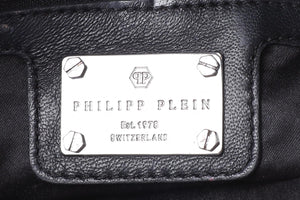 PHILIPP PLEIN
Est. 1978
SWITZERLAND